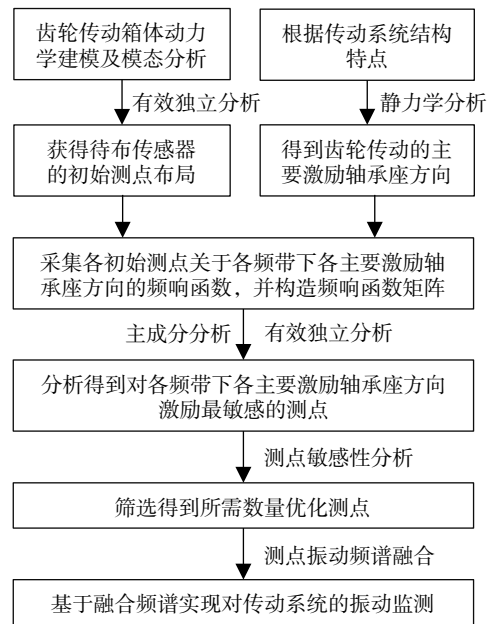 齿轮传动箱体动力
学建模及模态分析
根据传动系统结构
特点
有效独立分析
静力学分析
获得待布传感器
的初始测点布局
得到齿轮传动的主
要激励轴承座方向
采集各初始测点关于各频带下各主要激励轴
承座方向的频响函数，并构造频响函数矩阵
主成分分析
有效独立分析
分析得到对各频带下各主要激励轴承座方向
激励最敏感的测点
测点敏感性分析
筛选得到所需数量优化测点
测点振动频谱融合
基于融合频谱实现对传动系统的振动监测